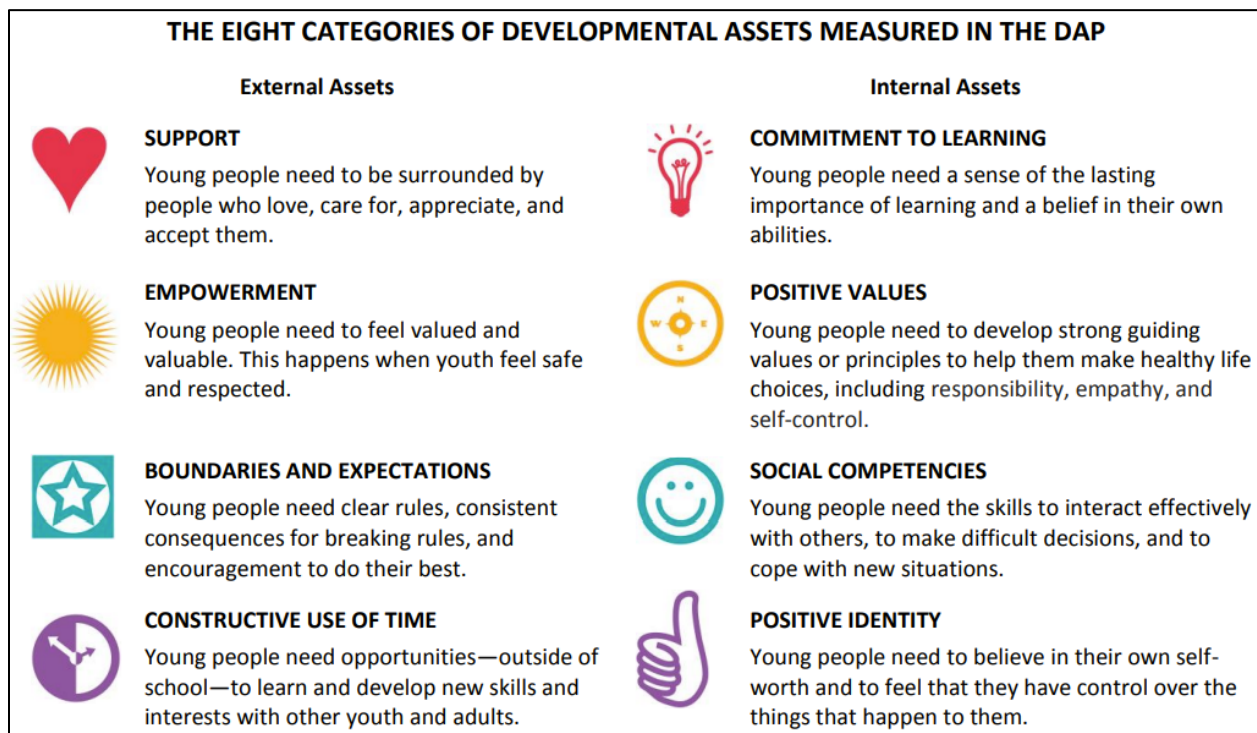 THE EIGHT CATEGORIES OF DEVELOPMENTAL ASSETS MEASURED IN THE DAP
External Assets
SUPPORT
Young people need to be surrounded by
people who love, care for, appreciate, and
accept them.
EMPOWERMENT
Young people need to feel valued and
valuable. This happens when youth feel safe
and respected.
BOUNDARIES AND EXPECTATIONS
Young people need clear rules, consistent
consequences for breaking rules, and
encouragement to do their best.
CONSTRUCTIVE USE OF TIME
Young people need opportunities—outside of
school—to learn and develop new skills and
interests with other youth and adults.
Internal Assets
COMMITMENT TO LEARNING
Young people need a sense of the lasting
importance of learning and a belief in their own
abilities.
N
W E
S
POSITIVE VALUES
Young people need to develop strong guiding
values or principles to help them make healthy life
choices, including responsibility, empathy, and
self-control.
SOCIAL COMPETENCIES
Young people need the skills to interact effectively
with others, to make difficult decisions, and to
cope with new situations.
POSITIVE IDENTITY
Young people need to believe in their own self-
worth and to feel that they have control over the
things that happen to them.